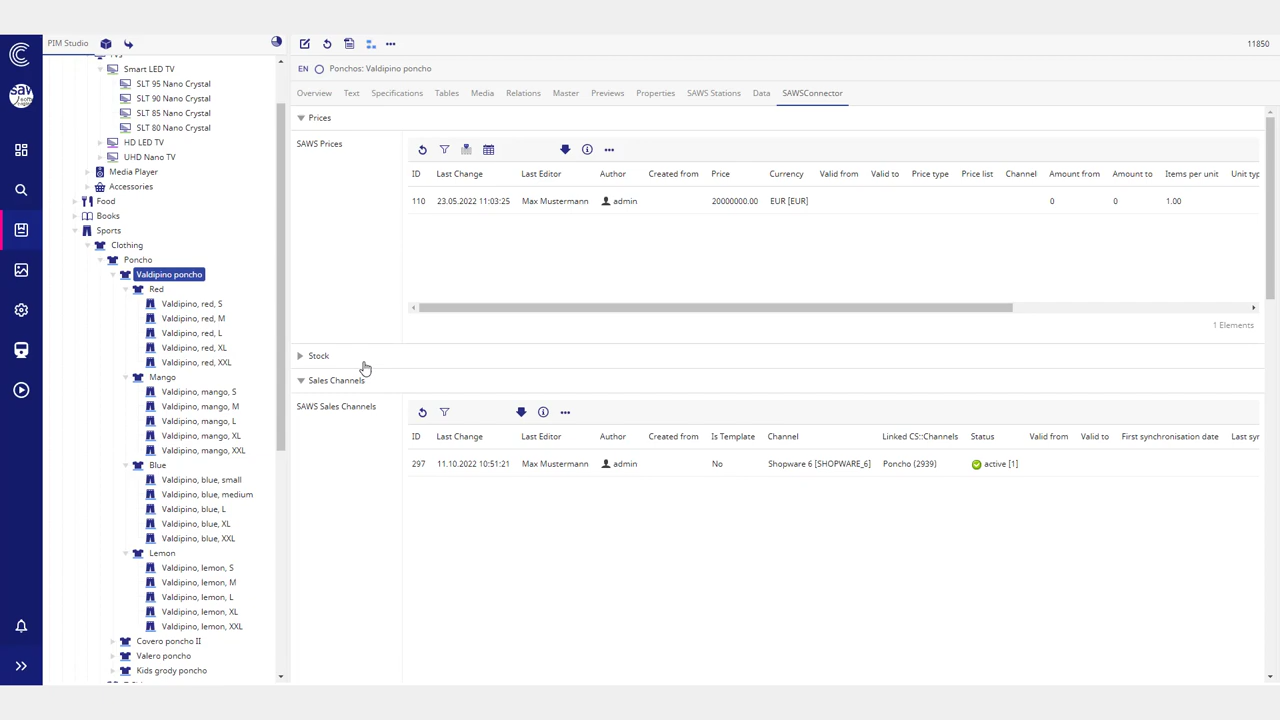 PIM Studio
11850
EN Ponchos: Valdipino poncho
Overview Text Specifications Tables Media Relations Master Previews Properties SAWS Stations Data SAWSConnector
Smart LED TV
SLT 95 Nano Crystal
SLT 90 Nano Crystal
SLT 85 Nano Crystal
SLT 80 Nano Crystal
HD LED TV
UHD Nano TV
Media Player
Accessories
Food
Books
Sports
Clothing
Poncho
Valdipino poncho
Red
Valdipino, red, S
Valdipino, red, M
Valdipino, red, L
Valdipino, red, XL
Valdipino, red, XXL
Mango
Valdipino, mango, S
Valdipino, mango, M
Valdipino, mango, L
Valdipino, mango, XL
Valdipino, mango, XXL
Blue
Valdipino, blue, small
Valdipino, blue, medium
Valdipino, blue, L
Valdipino, blue, XL
Valdipino, blue, XXL
Lemon
Valdipino, lemon, S
Valdipino, lemon, M
Valdipino, lemon, L
Valdipino, lemon, XL
Valdipino, lemon, XXL
Covero poncho II
Valero poncho
Kids grody poncho
Prices
SAWS Prices
ID Last Change Last Editor Author Created from Price Currency Valid from Valid to Price type Price list Channel Amount from Amount to Items per unit Unit ty
110 23.05.2022 11:03:25 Max Mustermann admin 20000000.00 EUR [EUR] 0 0 1.00
1 Elements
Stock
Sales Channels
SAWS Sales Channels
ID Last Change Last Editor Author Created from Is Template Channel Linked CS::Channels Status Valid from Valid to First synchronisation date Last syr
297 11.10.2022 10:51:21 Max Mustermann admin No Shopware 6 [SHOPWARE_6] Poncho (2939) active [1]